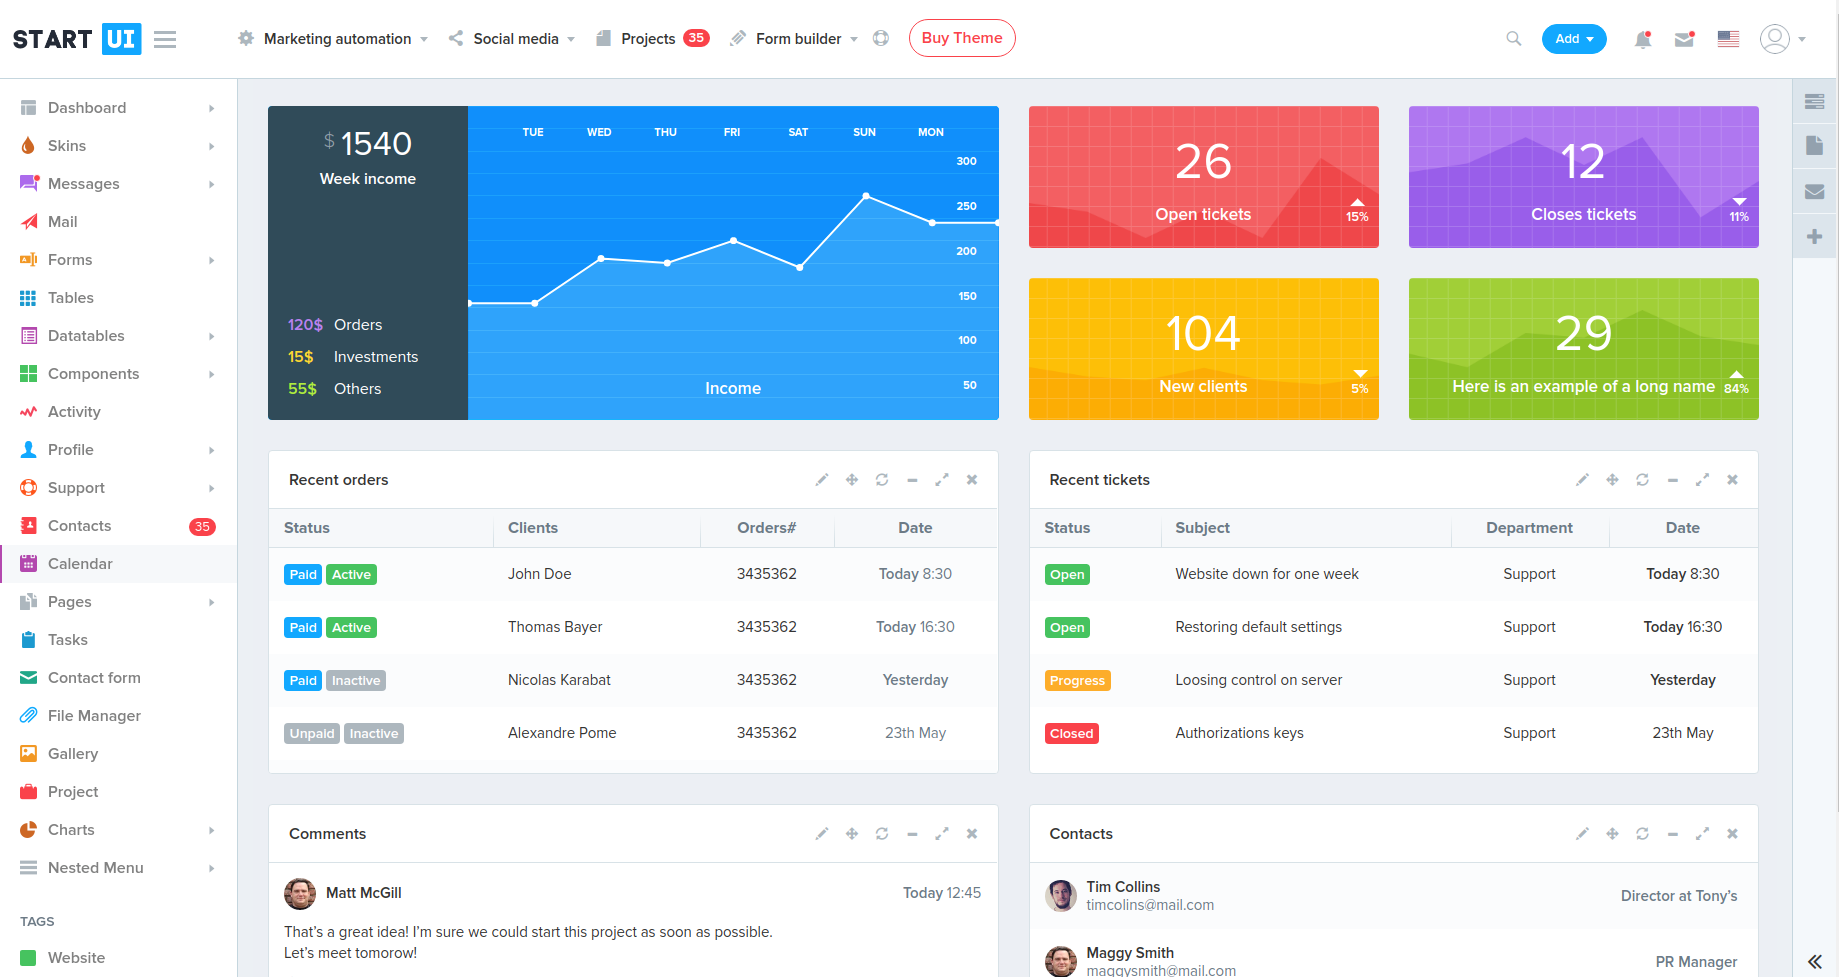 START UI
Marketing automation
Social media
Projects 35
Form builder
Buy Theme
Add
Dashboard
Skins
Messages
Mail
Forms
Tables
Datatables
Components
Activity
Profile
Support
Contacts 35
Calendar
Pages
Tasks
Contact form
File Manager
Gallery
Project
Charts
Nested Menu
TAGS
Website
$ 1540
Week income
120$ Orders
15$ Investments
55$ Others
TUE WED THU FRI SAT SUN MON
300
250
200
150
100
50
Income
26
Open tickets
15%
12
Closes tickets
11%
104
New clients
5%
29
Here is an example of a long name
84%
Recent orders
Status Clients Orders# Date
Paid Active John Doe 3435362 Today 8:30
Paid Active Thomas Bayer 3435362 Today 16:30
Paid Inactive Nicolas Karabat 3435362 Yesterday
Unpaid Inactive Alexandre Pome 3435362 23th May
Recent tickets
Status Subject Department Date
Open Website down for one week Support Today 8:30
Open Restoring default settings Support Today 16:30
Progress Loosing control on server Support Yesterday
Closed Authorizations keys Support 23th May
Comments
Matt McGill Today 12:45
That's a great idea! I'm sure we could start this project as soon as possible.
Let's meet tomorow!
Contacts
Tim Collins
timcolins@mail.com
Director at Tony's
Maggy Smith
maggysmith@mail.com
PR Manager